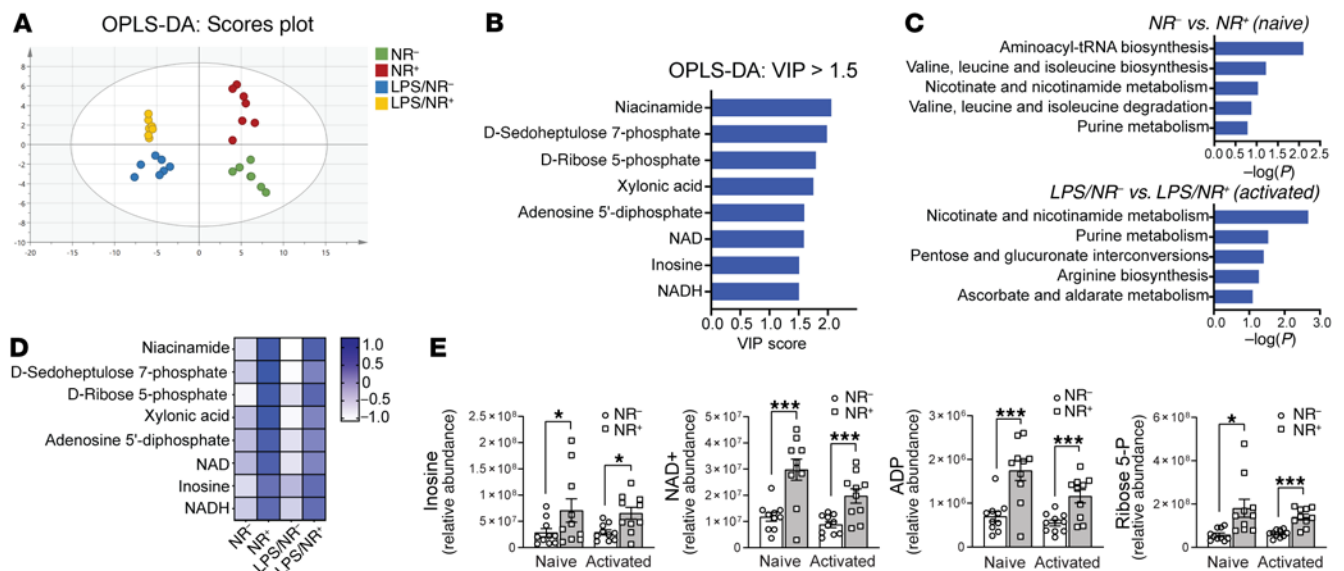 A
OPLS-DA: Scores plot
10
8
6
4
2
0
-2
-4
-6
-8
-10
-15
-10
-5
0
5
10
15
20
NR⁻
NR⁺
LPS/NR⁻
LPS/NR⁺
B
OPLS-DA: VIP > 1.5
Niacinamide
D-Sedoheptulose 7-phosphate
D-Ribose 5-phosphate
Xylonic acid
Adenosine 5'-diphosphate
NAD
Inosine
NADH
0.0 0.5 1.0 1.5 2.0
VIP score
C
NR⁻ vs. NR⁺ (naive)
Aminoacyl-tRNA biosynthesis
Valine, leucine and isoleucine biosynthesis
Nicotinate and nicotinamide metabolism
Valine, leucine and isoleucine degradation
Purine metabolism
0.0 0.5 1.0 1.5 2.0 2.5
–log(P)
LPS/NR⁻ vs. LPS/NR⁺ (activated)
Nicotinate and nicotinamide metabolism
Purine metabolism
Pentose and glucuronate interconversions
Arginine biosynthesis
Ascorbate and aldarate metabolism
0.0 1.0 2.0 3.0
–log(P)
D
Niacinamide
D-Sedoheptulose 7-phosphate
D-Ribose 5-phosphate
Xylonic acid
Adenosine 5'-diphosphate
NAD
Inosine
NADH
NR⁻
NR⁺
LPS/NR⁻
LPS/NR⁺
1.0
0.5
0
–0.5
–1.0
E
Inosine
(relative abundance)
2.5×10⁸
2×10⁸
1.5×10⁸
1×10⁸
5×10⁷
0
*
*
NR⁻
NR⁺
Naive Activated
NAD+
(relative abundance)
5×10⁷
4×10⁷
3×10⁷
2×10⁷
1×10⁷
0
***
***
NR⁻
NR⁺
Naive Activated
ADP
(relative abundance)
3×10⁶
2×10⁶
1×10⁶
0
***
***
NR⁻
NR⁺
Naive Activated
Ribose 5-P
(relative abundance)
6×10⁸
4×10⁸
2×10⁸
0
*
***
NR⁻
NR⁺
Naive Activated